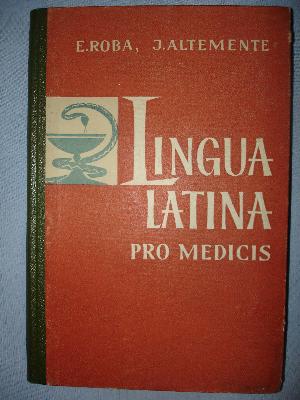 E.ROBA, J.ALTEMENTE
LINGUA
LATINA
PRO MEDICIS